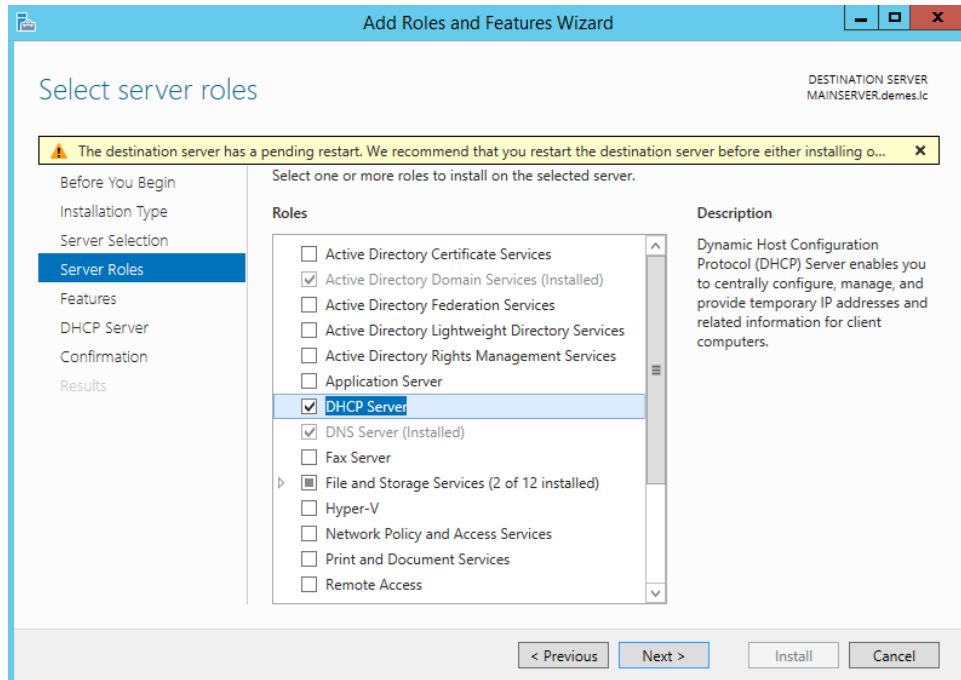 Add Roles and Features Wizard
Select server roles
DESTINATION SERVER
MAINSERVER.demes.lc
The destination server has a pending restart. We recommend that you restart the destination server before either installing o...
Before You Begin
Installation Type
Server Selection
Server Roles
Features
DHCP Server
Confirmation
Results
Select one or more roles to install on the selected server.
Roles
Active Directory Certificate Services
Active Directory Domain Services (Installed)
Active Directory Federation Services
Active Directory Lightweight Directory Services
Active Directory Rights Management Services
Application Server
DHCP Server
DNS Server (Installed)
Fax Server
File and Storage Services (2 of 12 installed)
Hyper-V
Network Policy and Access Services
Print and Document Services
Remote Access
Description
Dynamic Host Configuration
Protocol (DHCP) Server enables you
to centrally configure, manage, and
provide temporary IP addresses and
related information for client
computers.
< Previous
Next >
Install
Cancel